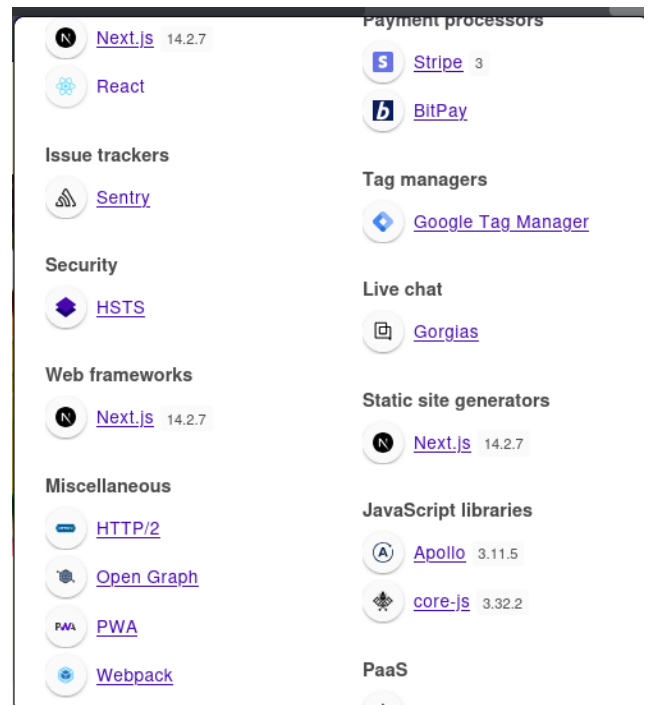 Next.js 14.2.7
React
Issue trackers
Sentry
Security
HSTS
Web frameworks
Next.js 14.2.7
Miscellaneous
HTTP/2
Open Graph
PWA
PWA
Webpack
Payment processors
S Stripe 3
b BitPay
Tag managers
Google Tag Manager
Live chat
Gorgias
Static site generators
Next.js 14.2.7
JavaScript libraries
Apollo 3.11.5
core-js 3.32.2
PaaS